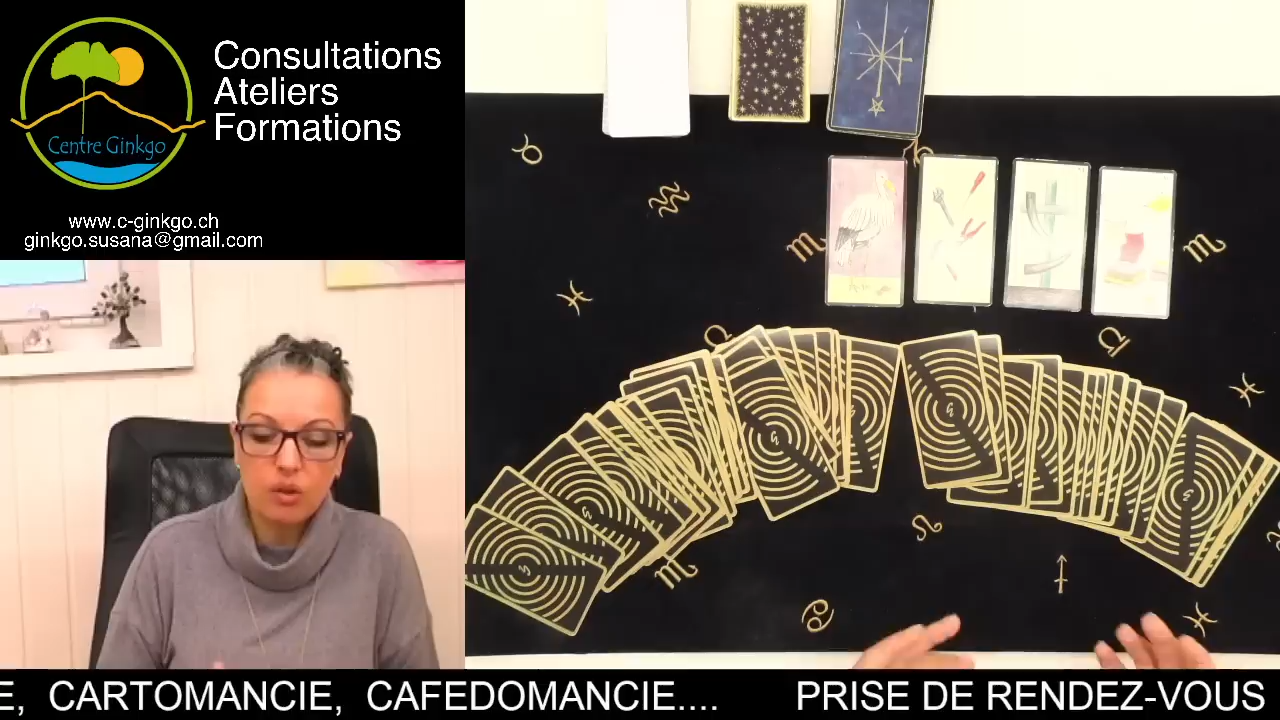 Consultations
Ateliers
Formations
Centre Ginkgo
www.c-ginkgo.ch
ginkgo.susana@gmail.com
E, CARTOMANCIE, CAFEDOMANCIE.... PRISE DE RENDEZ-VOUS